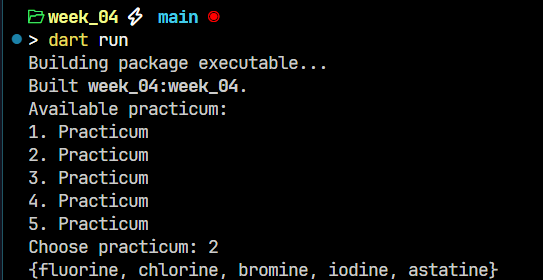 week_04 main
> dart run
Building package executable...
Built week_04:week_04.
Available practicum:
1. Practicum
2. Practicum
3. Practicum
4. Practicum
5. Practicum
Choose practicum: 2
{fluorine, chlorine, bromine, iodine, astatine}